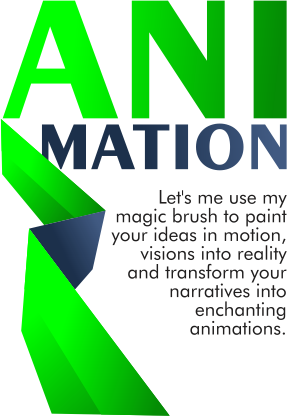 ANI
MATION
Let's me use my
magic brush to paint
your ideas in motion,
visions into reality
and transform your
narratives into
enchanting
animations.